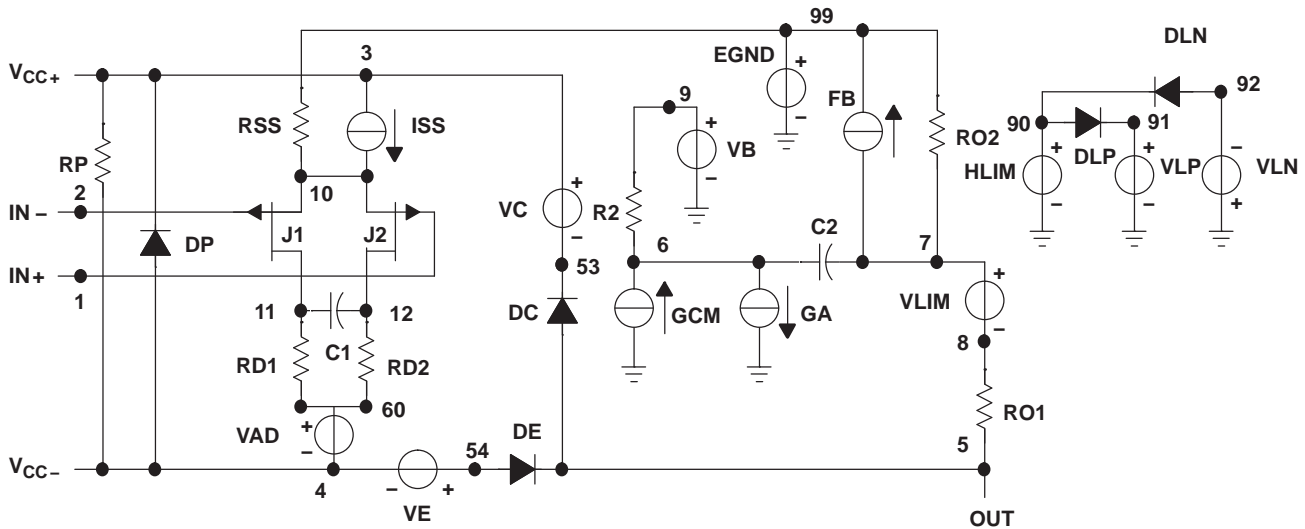 99
3
EGND
+
−
DLN
VCC+
92
9
FB
RSS
ISS
+
−
VB
RO2
90
91
RP
10
HLIM
+
−
DLP
+
−
VLP
−
+
VLN
2
IN −
VC
+
−
R2
C2
J1
J2
DP
6
7
IN+
1
53
GCM
GA
VLIM
+
−
11
12
DC
8
C1
RD1
RD2
60
RO1
VAD
+
−
DE
54
5
VCC−
4
−
+
VE
OUT